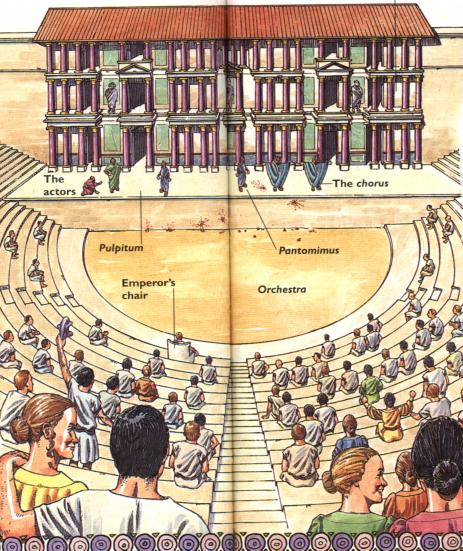 The
actors
The chorus
Pulpitum
Pantomimus
Emperor's
chair
Orchestra